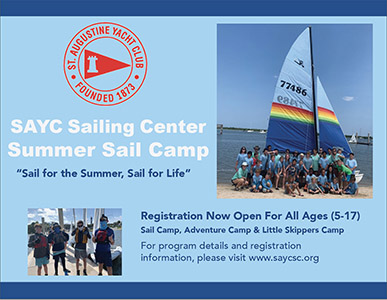 ST. AUGUSTINE YACHT CLUB
FOUNDED 1873
SAYC Sailing Center
Summer Sail Camp
“Sail for the Summer, Sail for Life”
77486
77489
Registration Now Open For All Ages (5-17)
Sail Camp, Adventure Camp & Little Skippers Camp
For program details and registration
information, please visit www.saycsc.org